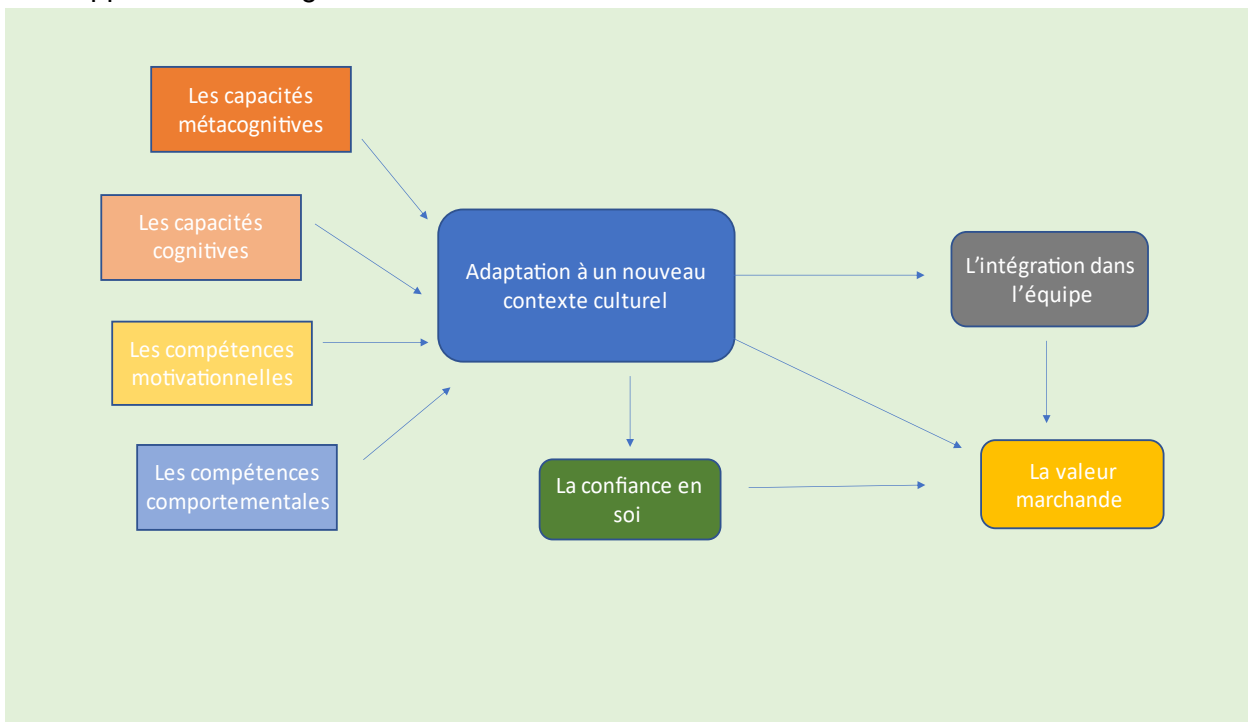 Les capacités
métacognitives
Les capacités
cognitives
Les compétences
motivationnelles
Les compétences
comportementales
Adaptation à un nouveau
contexte culturel
La confiance en
soi
L’intégration dans
l’équipe
La valeur
marchande